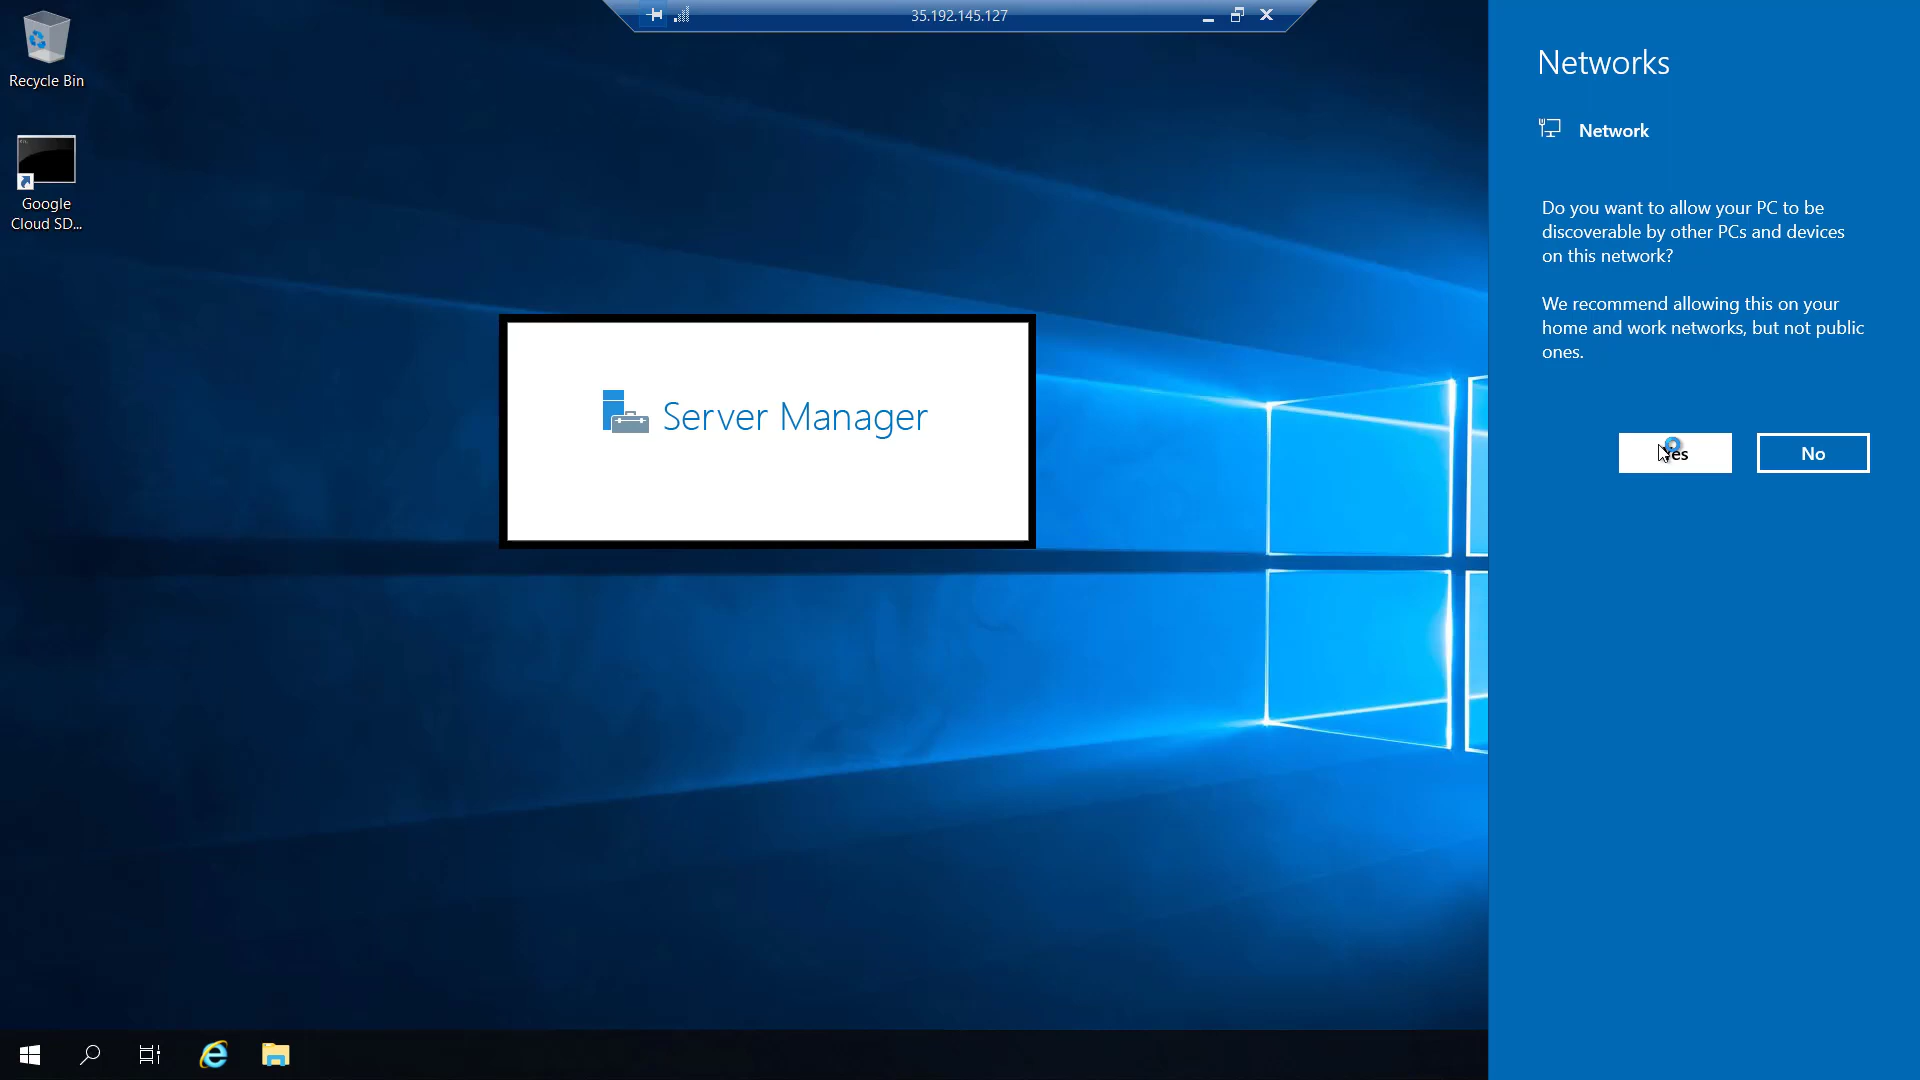 35.192.145.127
Recycle Bin
Google
Cloud SD...
Server Manager
Networks
Network
Do you want to allow your PC to be
discoverable by other PCs and devices
on this network?
We recommend allowing this on your
home and work networks, but not public
ones.
No